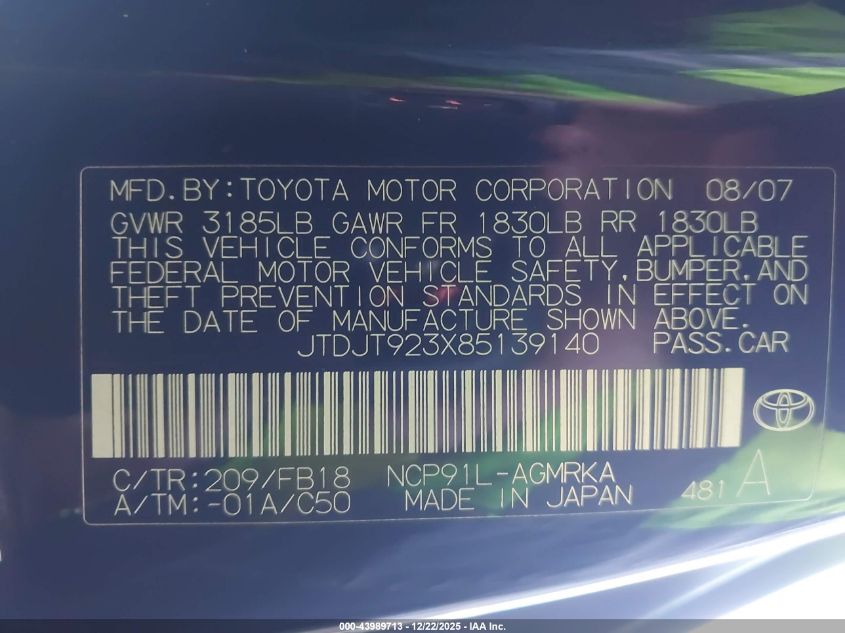 MFD.BY:TOYOTA MOTOR CORPORATION 08/07
GVWR 3185LB GAWR FR 1830LB RR 1830LB
THIS VEHICLE CONFORMS TO ALL APPLICABLE
FEDERAL MOTOR VEHICLE SAFETY,BUMPER,AND
THEFT PREVENTION STANDARDS IN EFFECT ON
THE DATE OF MANUFACTURE SHOWN ABOVE.
JTDJT923X85139140 PASS.CAR
C/TR:209/FB18 NCP91L-AGMRKA
A/TM:-01A/C50 MADE IN JAPAN 481 A
000-43989713 - 12/22/2025 - IAA Inc.